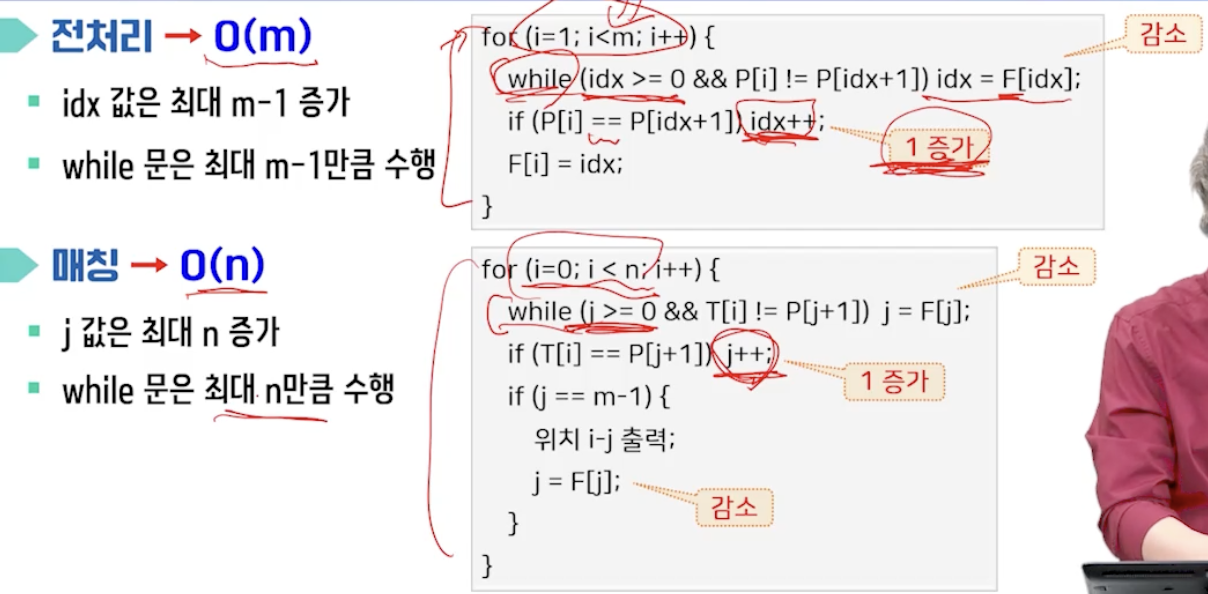 전처리 → O(m)
idx 값은 최대 m-1 증가
while 문은 최대 m-1만큼 수행
for (i=1; i<m; i++) {
while (idx >= 0 && P[i] != P[idx+1]) idx = F[idx];
감소
if (P[i] == P[idx+1]) idx++;
1 증가
F[i] = idx;
}
매칭 → O(n)
j 값은 최대 n 증가
while 문은 최대 n만큼 수행
for (i=0; i < n; i++) {
감소
while (j >= 0 && T[i] != P[j+1]) j = F[j];
if (T[i] == P[j+1]) j++;
1 증가
if (j == m-1) {
위치 i-j 출력;
j = F[j];
감소
}
}